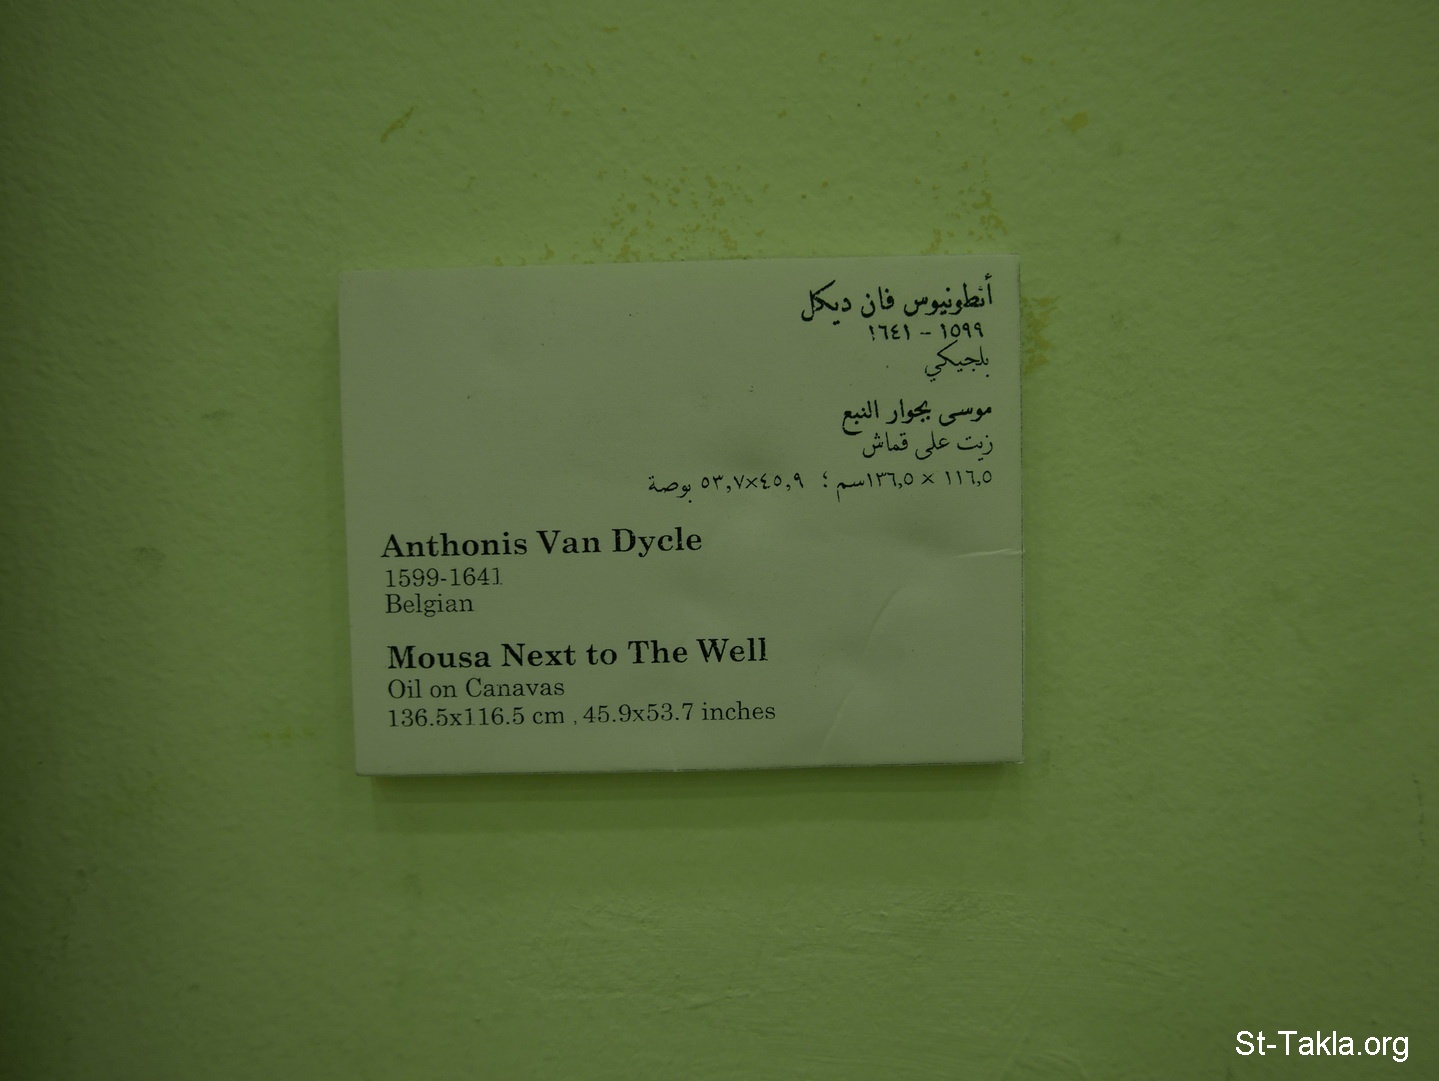 أنطونيوس فان ديكل
١٥٩٩ - ١٦٤١
بلجيكي
موسى بجوار النبع
زيت على قماش
١١٦,٥ × ١٣٦,٥سم ؛ ٤٥,٩×٥٣,٧ بوصة
Anthonis Van Dycle
1599-1641
Belgian
Mousa Next to The Well
Oil on Canavas
136.5x116.5 cm , 45.9x53.7 inches
St-Takla.org